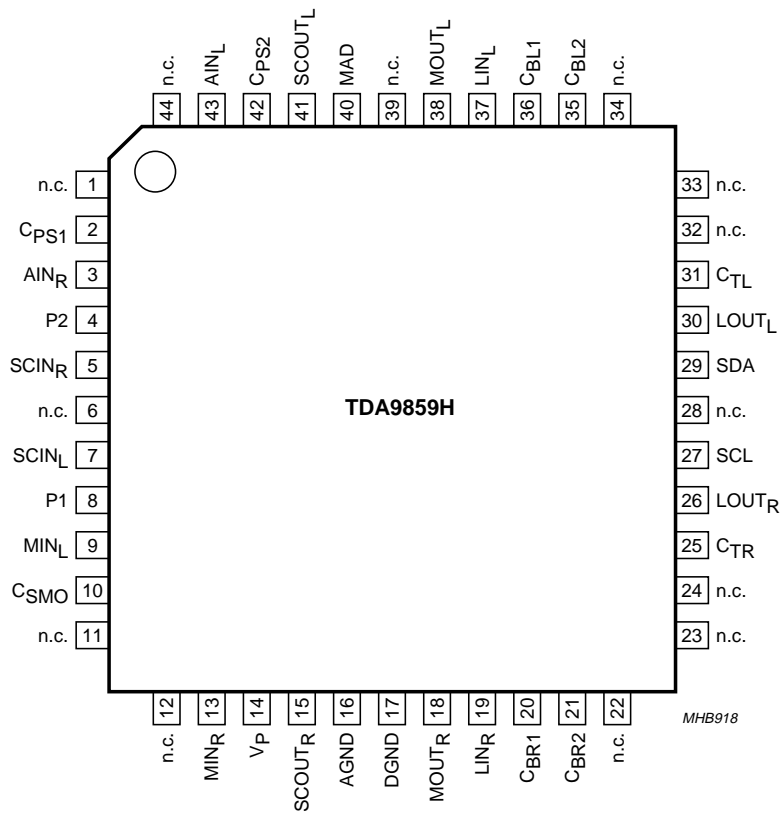 n.c. AINL CPS2 SCOUTL MAD n.c. MOUTL LINL CBL1 CBL2 n.c.
44 43 42 41 40 39 38 37 36 35 34
n.c. 1
CPS1 2
AINR 3
P2 4
SCINR 5
n.c. 6
SCINL 7
P1 8
MINL 9
CSMO 10
n.c. 11
TDA9859H
33 n.c.
32 n.c.
31 CTL
30 LOUTL
29 SDA
28 n.c.
27 SCL
26 LOUTR
25 CTR
24 n.c.
23 n.c.
12 13 14 15 16 17 18 19 20 21 22
n.c. MINR VP SCOUTR AGND DGND MOUTR LINR CBR1 CBR2 n.c.
MHB918